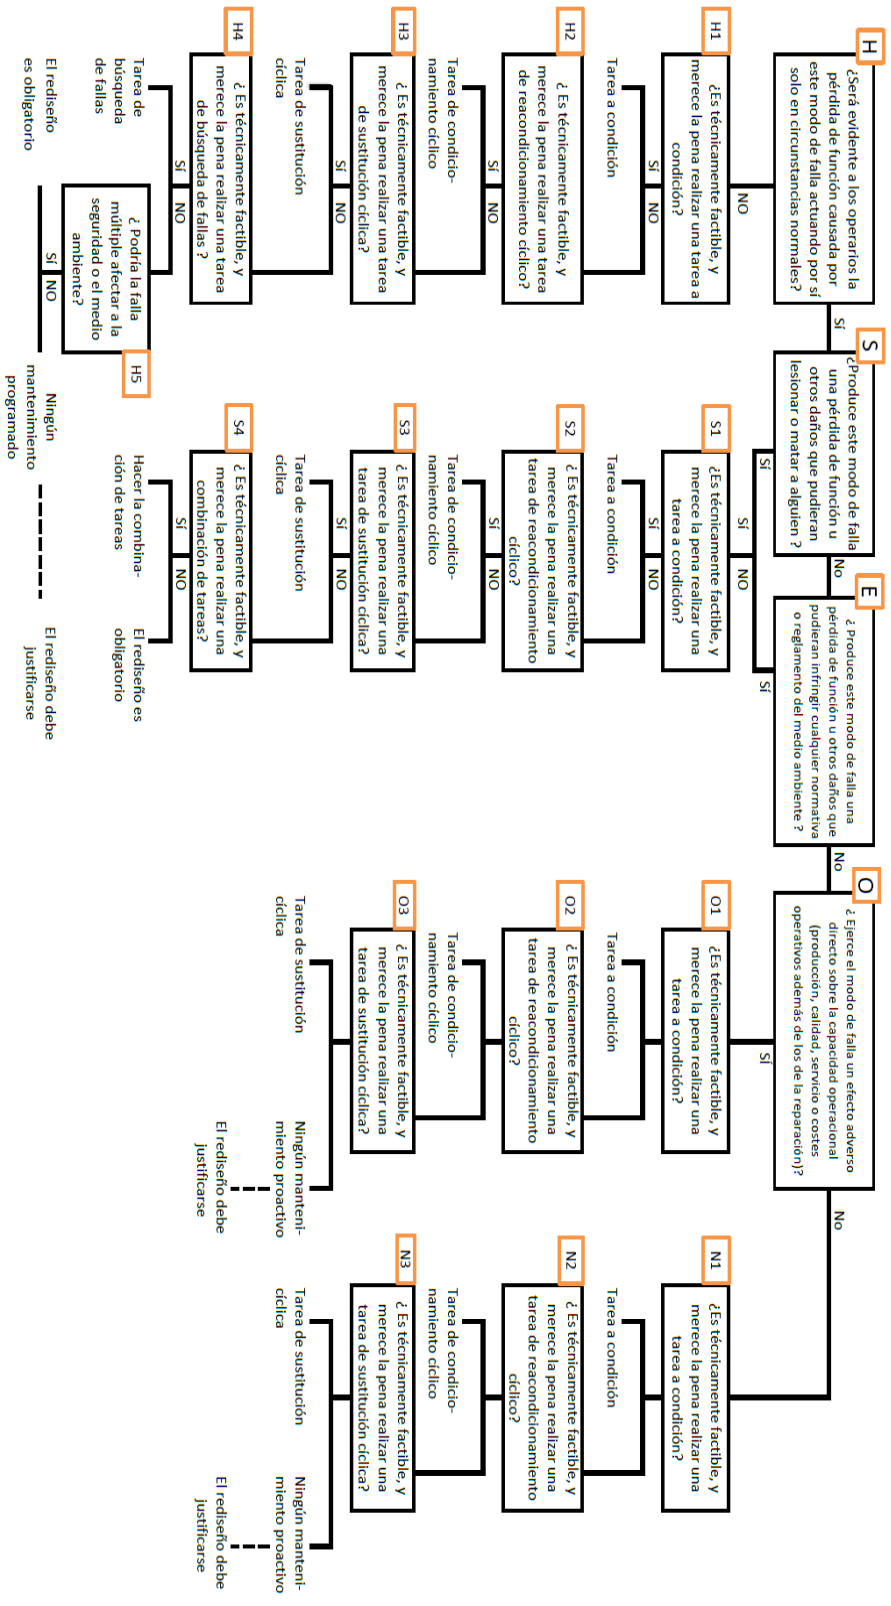 H
¿Será evidente a los operarios la
pérdida de función causada por
este modo de falla actuando por sí
solo en circunstancias normales?
Sí
S
¿Produce este modo de falla
una pérdida de función u
otros daños que pudieran
lesionar o matar a alguien ?
No
E
¿ Produce este modo de falla una
pérdida de función u otros daños que
pudieran infringir cualquier normativa
o reglamento del medio ambiente ?
No
O
¿ Ejerce el modo de falla un efecto adverso
directo sobre la capacidad operacional
(producción, calidad, servicio o costes
operativos además de los de la reparación)?
No
NO
Sí
Sí
Sí
Sí
NO
H1
¿Es técnicamente factible, y
merece la pena realizar una tarea a
condición?
Sí
NO
Tarea a condición
H2
¿ Es técnicamente factible, y
merece la pena realizar una tarea
de reacondicionamiento cíclico?
Sí
NO
Tarea de condicio-
namiento cíclico
H3
¿ Es técnicamente factible, y
merece la pena realizar una tarea
de sustitución cíclica?
Sí
NO
Tarea de sustitución
cíclica
H4
¿ Es técnicamente factible, y
merece la pena realizar una tarea
de búsqueda de fallas ?
Sí
NO
Tarea de
búsqueda
de fallas
H5
¿ Podría la falla
múltiple afectar a la
seguridad o el medio
ambiente?
Sí
NO
El rediseño
es obligatorio
Ningún
mantenimiento
programado
El rediseño debe
justificarse
S1
¿Es técnicamente factible, y
merece la pena realizar una
tarea a condición?
Sí
NO
Tarea a condición
S2
¿ Es técnicamente factible, y
merece la pena realizar una
tarea de reacondicionamiento
cíclico?
Sí
NO
Tarea de condicio-
namiento cíclico
S3
¿ Es técnicamente factible, y
merece la pena realizar una
tarea de sustitución cíclica?
Sí
NO
Tarea de sustitución
cíclica
S4
¿ Es técnicamente factible, y
merece la pena realizar una
combinación de tareas?
Sí
NO
Hacer la combina-
ción de tareas
El rediseño es
obligatorio
O1
¿Es técnicamente factible, y
merece la pena realizar una
tarea a condición?
Tarea a condición
O2
¿ Es técnicamente factible, y
merece la pena realizar una
tarea de reacondicionamiento
cíclico?
Tarea de condicio-
namiento cíclico
O3
¿ Es técnicamente factible, y
merece la pena realizar una
tarea de sustitución cíclica?
Tarea de sustitución
cíclica
Ningún manteni-
miento proactivo
El rediseño debe
justificarse
N1
¿Es técnicamente factible, y
merece la pena realizar una
tarea a condición?
Tarea a condición
N2
¿ Es técnicamente factible, y
merece la pena realizar una
tarea de reacondicionamiento
cíclico?
Tarea de condicio-
namiento cíclico
N3
¿ Es técnicamente factible, y
merece la pena realizar una
tarea de sustitución cíclica?
Tarea de sustitución
cíclica
Ningún manteni-
miento proactivo
El rediseño debe
justificarse